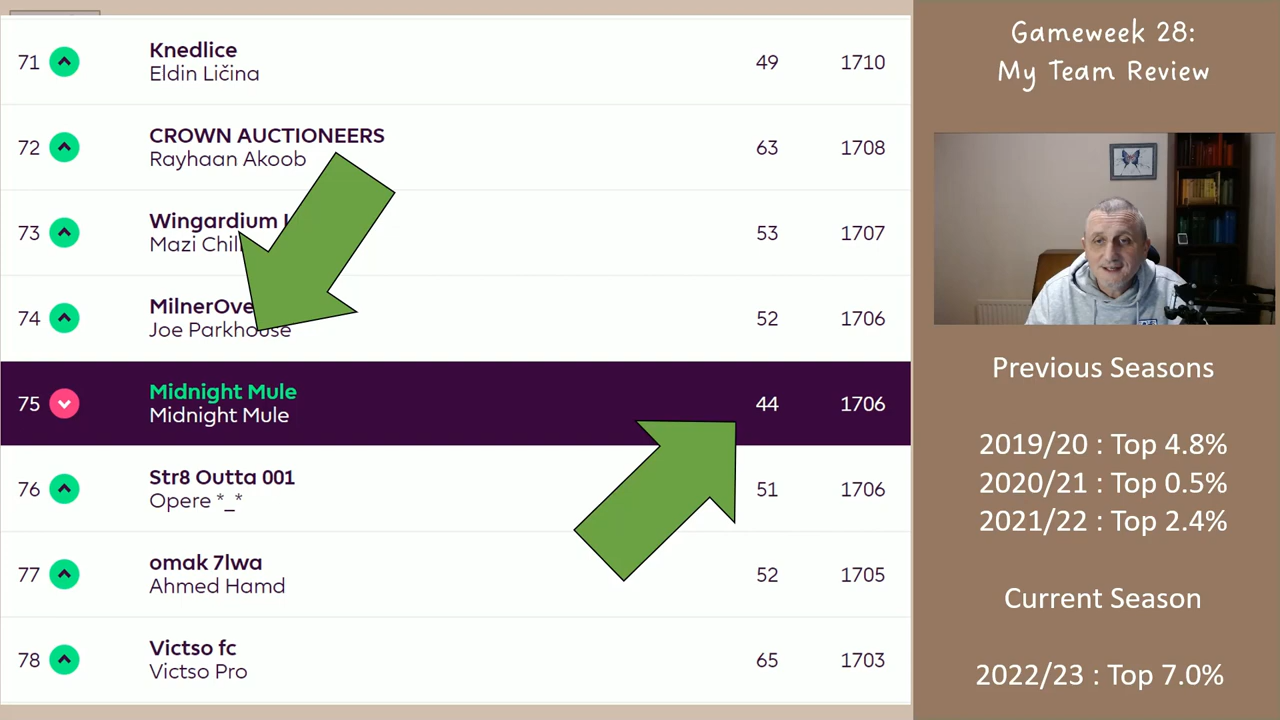 71 Knedlice 49 1710
Eldin Ličina
72 CROWN AUCTIONEERS 63 1708
Rayhaan Akoob
73 Wingardium 53 1707
Mazi
74 52 1706
Joe Parkhouse
75 Midnight Mule 44 1706
Midnight Mule
76 Str8 Outta 001 51 1706
Opere *_*
77 omak 7lwa 52 1705
Ahmed Hamd
78 Victso fc 65 1703
Victso Pro
Gameweek 28:
My Team Review
Previous Seasons
2019/20 : Top 4.8%
2020/21 : Top 0.5%
2021/22 : Top 2.4%
Current Season
2022/23 : Top 7.0%